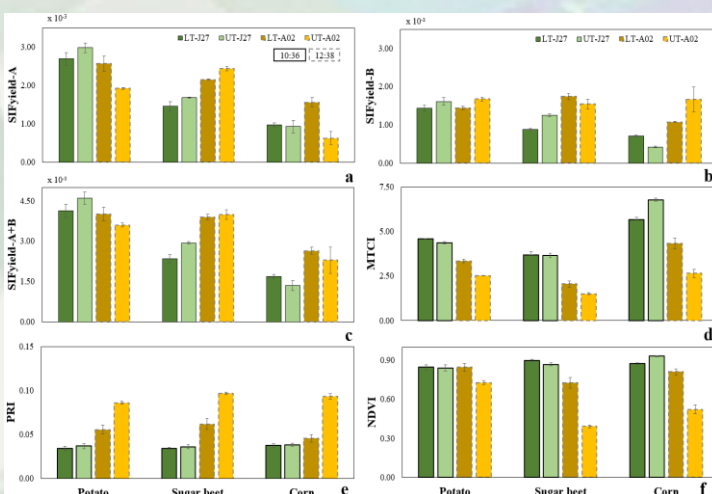 x 10⁻³
3.00
2.00
1.00
0.00
SIFyield-A
LT-J27 UT-J27 LT-A02 UT-A02
10:36 12:38
a
x 10⁻³
3.00
2.00
1.00
0.00
SIFyield-B
LT-J27 UT-J27 LT-A02 UT-A02
b
x 10⁻³
4.50
3.00
1.50
0.00
SIFyield-A+B
c
7.50
5.00
2.50
0.00
MTCI
d
0.15
0.10
0.05
0.00
PRI
Potato Sugar beet Corn
e
0.90
0.60
0.30
0.00
NDVI
Potato Sugar beet Corn
f